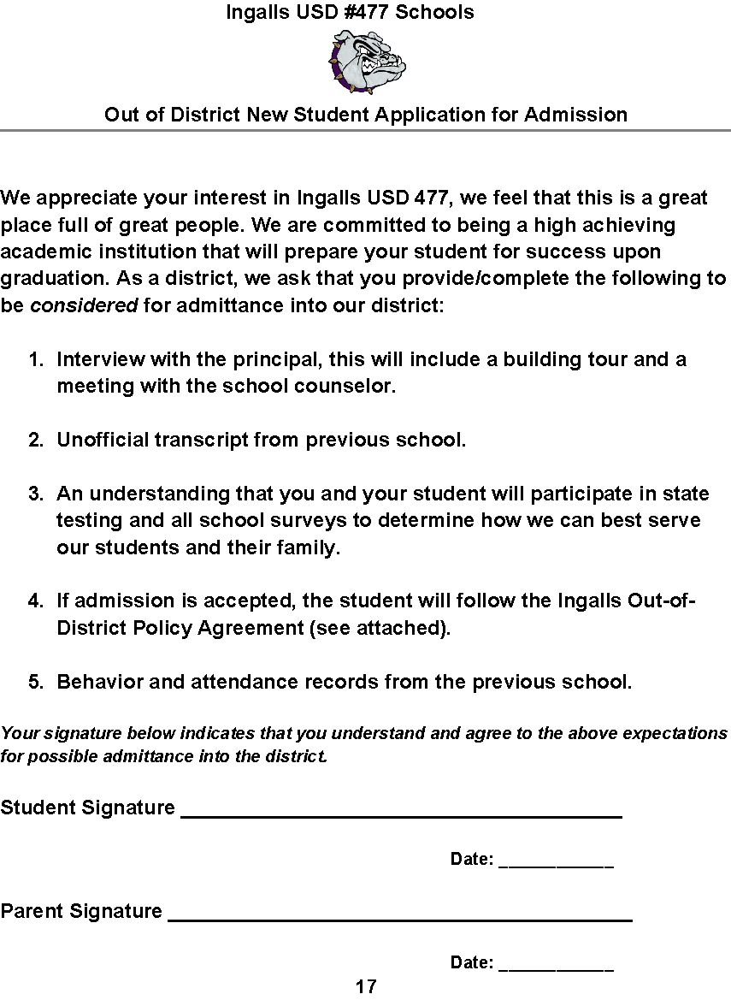 Ingalls USD #477 Schools
Out of District New Student Application for Admission
We appreciate your interest in Ingalls USD 477, we feel that this is a great
place full of great people. We are committed to being a high achieving
academic institution that will prepare your student for success upon
graduation. As a district, we ask that you provide/complete the following to
be considered for admittance into our district:
1. Interview with the principal, this will include a building tour and a
meeting with the school counselor.
2. Unofficial transcript from previous school.
3. An understanding that you and your student will participate in state
testing and all school surveys to determine how we can best serve
our students and their family.
4. If admission is accepted, the student will follow the Ingalls Out-of-
District Policy Agreement (see attached).
5. Behavior and attendance records from the previous school.
Your signature below indicates that you understand and agree to the above expectations
for possible admittance into the district.
Student Signature ______________________________________
Date: ____________
Parent Signature ________________________________________
Date: ____________
17